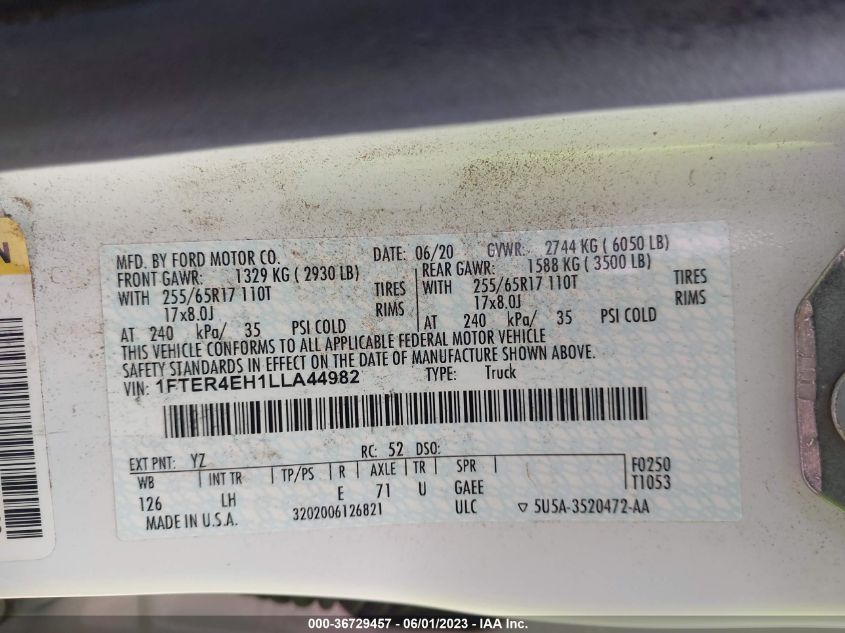 MFD. BY FORD MOTOR CO. DATE: 06/20 GVWR: 2744 KG ( 6050 LB)
FRONT GAWR: 1329 KG ( 2930 LB) REAR GAWR: 1588 KG ( 3500 LB)
WITH 255/65R17 110T TIRES WITH 255/65R17 110T TIRES
17x8.0J RIMS 17x8.0J RIMS
AT 240 kPa/ 35 PSI COLD AT 240 kPa/ 35 PSI COLD
THIS VEHICLE CONFORMS TO ALL APPLICABLE FEDERAL MOTOR VEHICLE
SAFETY STANDARDS IN EFFECT ON THE DATE OF MANUFACTURE SHOWN ABOVE.
VIN: 1FTER4EH1LLA44982 TYPE: Truck
EXT PNT: YZ RC: 52 DSO:
WB INT TR TP/PS R AXLE TR SPR F0250
126 LH E 71 U GAEE T1053
MADE IN U.S.A. 3202006126821 ULC ▽ 5U5A-3520472-AA
000-36729457 - 06/01/2023 - IAA Inc.